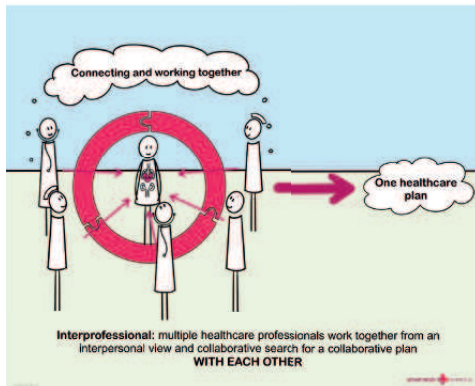 Connecting and working together
One healthcare
plan
Interprofessional: multiple healthcare professionals work together from an
interpersonal view and collaborative search for a collaborative plan
WITH EACH OTHER